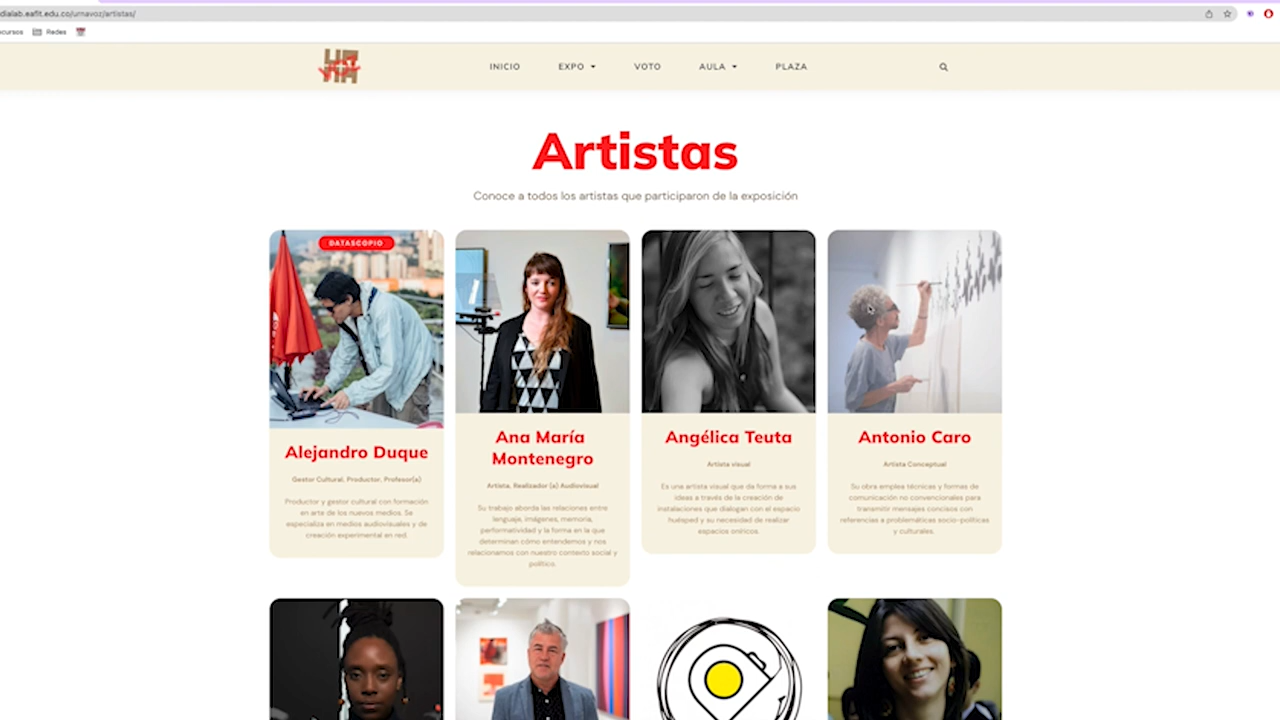 dialab.eafit.edu.co/urnavoz/artistas/
cursos Redes
INICIO EXPO VOTO AULA PLAZA
Artistas
Conoce a todos los artistas que participaron de la exposición
DATASCOPIO
Alejandro Duque
Gestor Cultural, Productor, Profesor(a)
Productor y gestor cultural con formación
en arte de los nuevos medios. Se
especializa en medios audiovisuales y de
creación experimental en red.
Ana María
Montenegro
Artista, Realizador (a) Audiovisual
Su trabajo aborda las relaciones entre
lenguaje, imágenes, memoria,
performatividad y la forma en la que
determinan cómo entendemos y nos
relacionamos con nuestro contexto social y
político.
Angélica Teuta
Artista visual
Es una artista visual que da forma a sus
ideas a través de la creación de
instalaciones que dialogan con el espacio
huésped y su necesidad de realizar
espacios oníricos.
Antonio Caro
Artista Conceptual
Su obra emplea técnicas y formas de
comunicación no convencionales para
transmitir mensajes concisos con
referencias a problemáticas socio-políticas
y culturales.